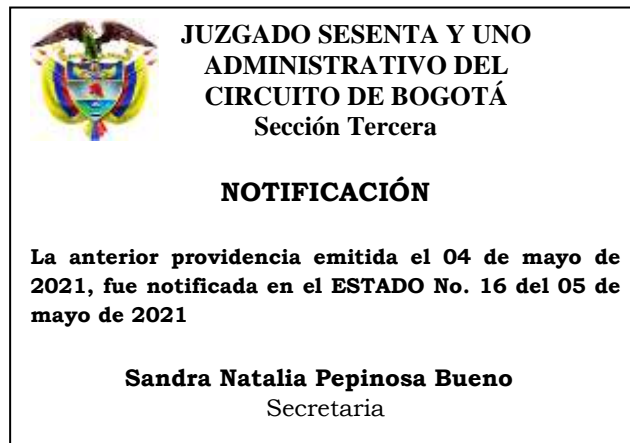 JUZGADO SESENTA Y UNO
ADMINISTRATIVO DEL
CIRCUITO DE BOGOTÁ
Sección Tercera
NOTIFICACIÓN
La anterior providencia emitida el 04 de mayo de
2021, fue notificada en el ESTADO No. 16 del 05 de
mayo de 2021
Sandra Natalia Pepinosa Bueno
Secretaria